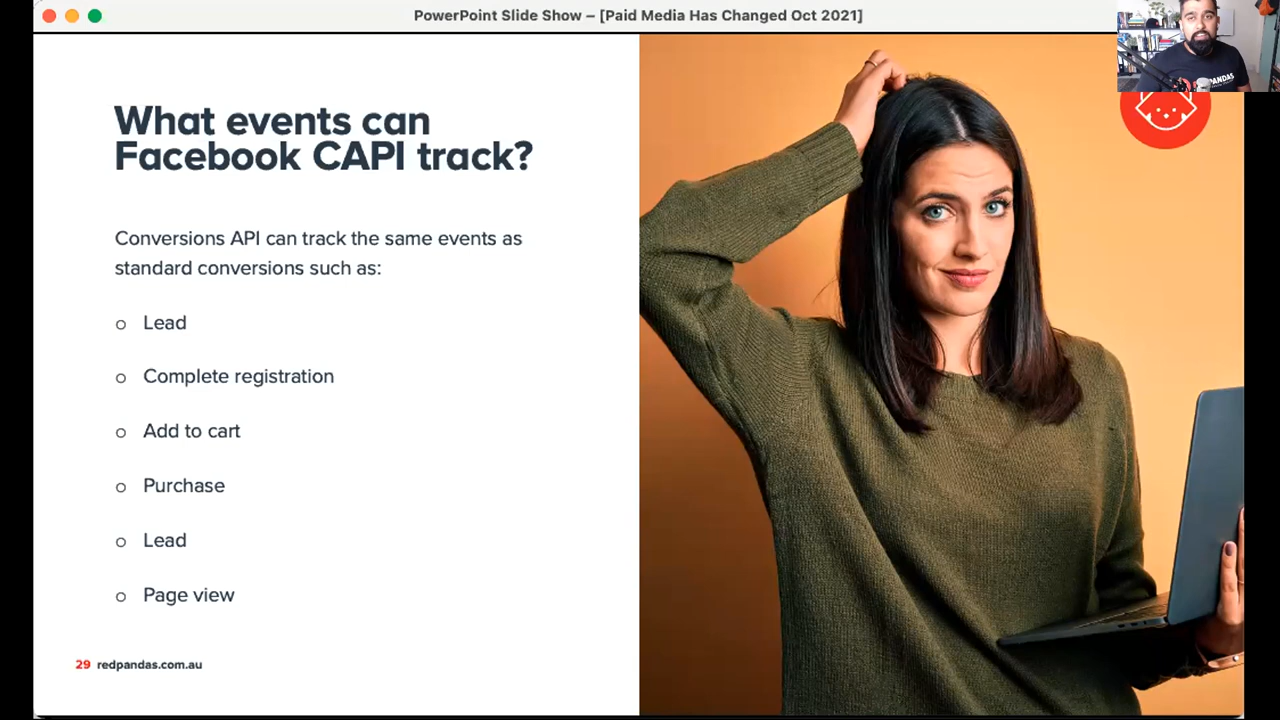 PowerPoint Slide Show – [Paid Media Has Changed Oct 2021]
What events can
Facebook CAPI track?
Conversions API can track the same events as
standard conversions such as:
o Lead
o Complete registration
o Add to cart
o Purchase
o Lead
o Page view
29 redpandas.com.au